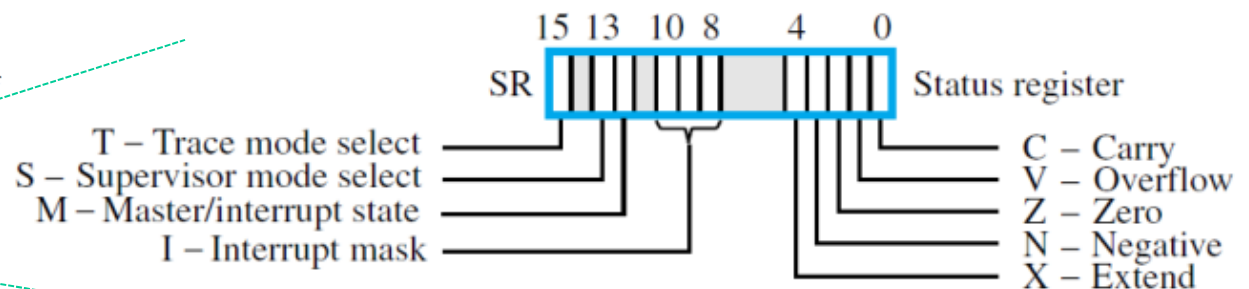 15 13 10 8 4 0
SR Status register
T – Trace mode select
S – Supervisor mode select
M – Master/interrupt state
I – Interrupt mask
C – Carry
V – Overflow
Z – Zero
N – Negative
X – Extend